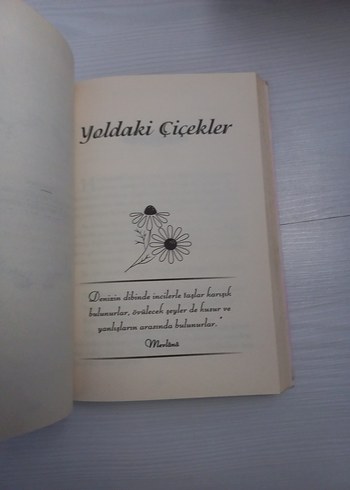 Yoldaki Çiçekler
Denizin dibinde incilerle taşlar karışık
bulunurlar, övülecek şeyler de kusur ve
yanlışların arasında bulunurlar.
Mevlânâ